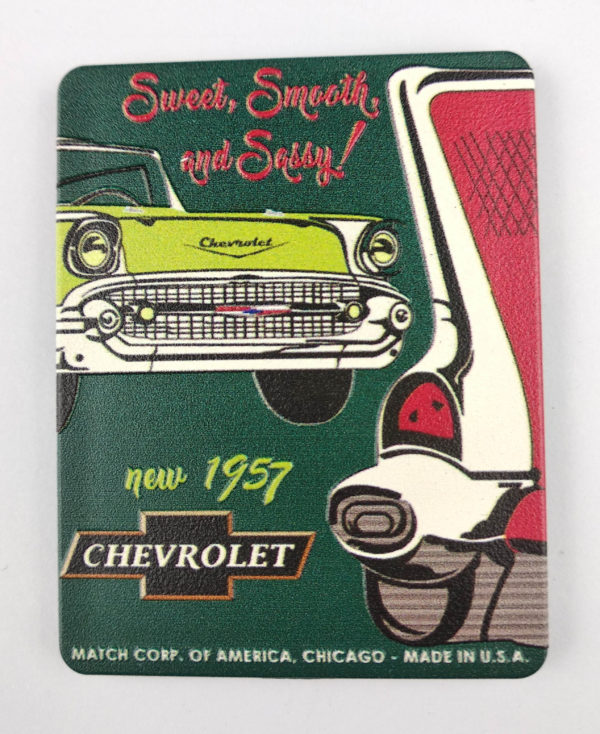 Sweet, Smooth,
and Sassy!
Chevrolet
new 1957
CHEVROLET
MATCH CORP. OF AMERICA, CHICAGO - MADE IN U.S.A.